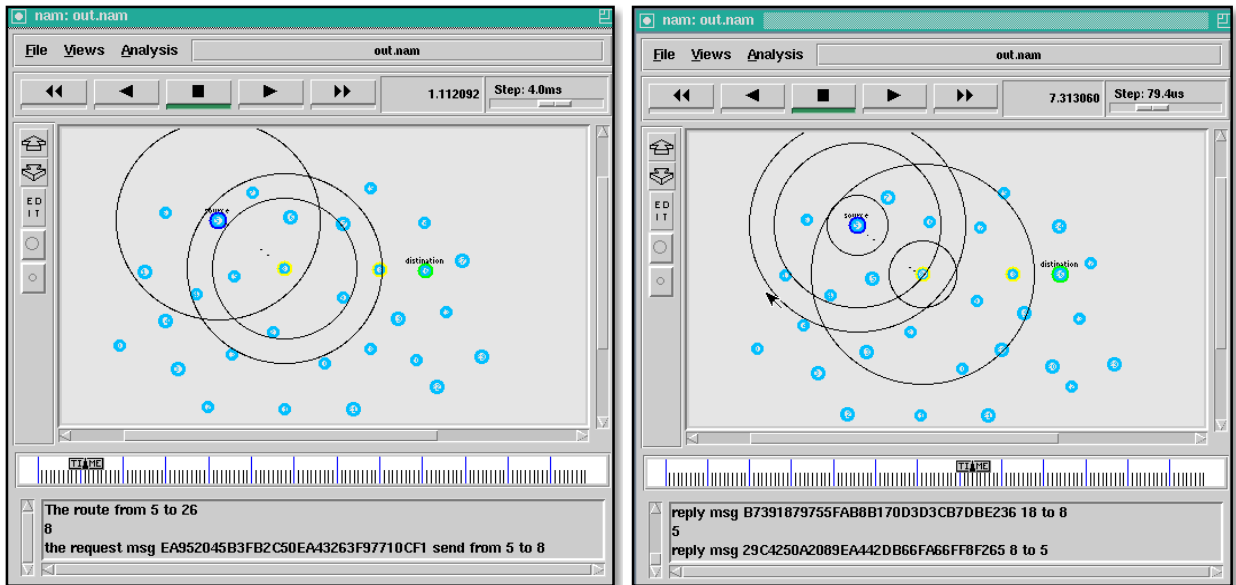 nam: out.nam
File Views Analysis out.nam
1.112092 Step: 4.0ms
E D
I T
source
distination
TIME
The route from 5 to 26
8
the request msg EA952045B3FB2C50EA43263F97710CF1 send from 5 to 8
nam: out.nam
File Views Analysis out.nam
7.313060 Step: 79.4us
E D
I T
source
distination
TIME
reply msg B7391879755FAB8B170D3D3CB7DBE236 18 to 8
5
reply msg 29C4250A2089EA442DB66FA66FF8F265 8 to 5